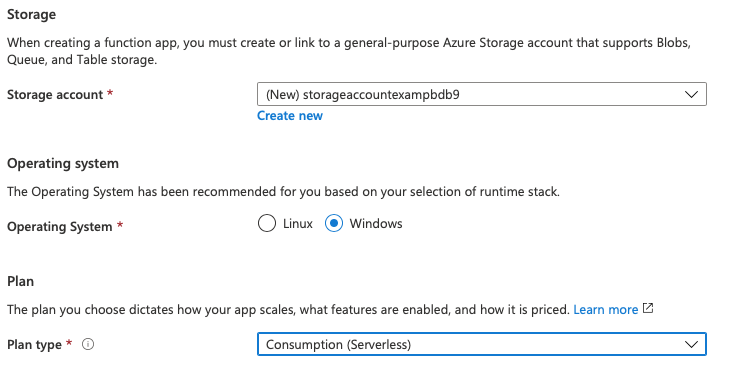 Storage
When creating a function app, you must create or link to a general-purpose Azure Storage account that supports Blobs,
Queue, and Table storage.
Storage account *
(New) storageaccountexampbdb9
Create new
Operating system
The Operating System has been recommended for you based on your selection of runtime stack.
Operating System *
Linux
Windows
Plan
The plan you choose dictates how your app scales, what features are enabled, and how it is priced. Learn more
Plan type *
Consumption (Serverless)